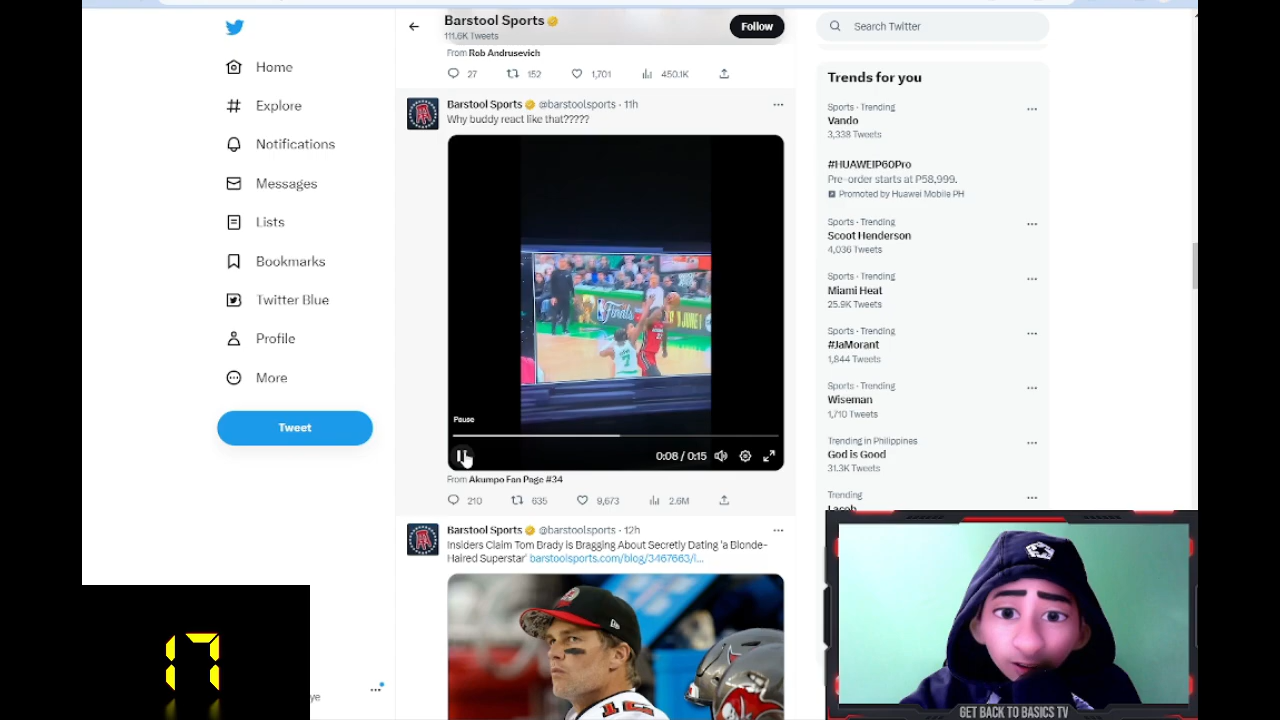 Home
Explore
Notifications
Messages
Lists
Bookmarks
Twitter Blue
Profile
More
Tweet
17
Barstool Sports
111.6K Tweets
Follow
From Rob Andrusevich
27 152 1,701 450.1K
Barstool Sports @barstoolsports · 11h
Why buddy react like that?????
Finals
7
Pause
0:08 / 0:15
From Akumpo Fan Page #34
210 635 9,673 2.6M
Barstool Sports @barstoolsports · 12h
Insiders Claim Tom Brady is Bragging About Secretly Dating 'a Blonde-
Haired Superstar' barstoolsports.com/blog/3467663/i...
Search Twitter
Trends for you
Sports · Trending
Vando
3,338 Tweets
#HUAWEIP60Pro
Pre-order starts at P58,999.
Promoted by Huawei Mobile PH
Sports · Trending
Scoot Henderson
4,036 Tweets
Sports · Trending
Miami Heat
25.9K Tweets
Sports · Trending
#JaMorant
1,844 Tweets
Sports · Trending
Wiseman
1,710 Tweets
Trending in Philippines
God is Good
31.3K Tweets
Trending
GET BACK TO BASICS TV